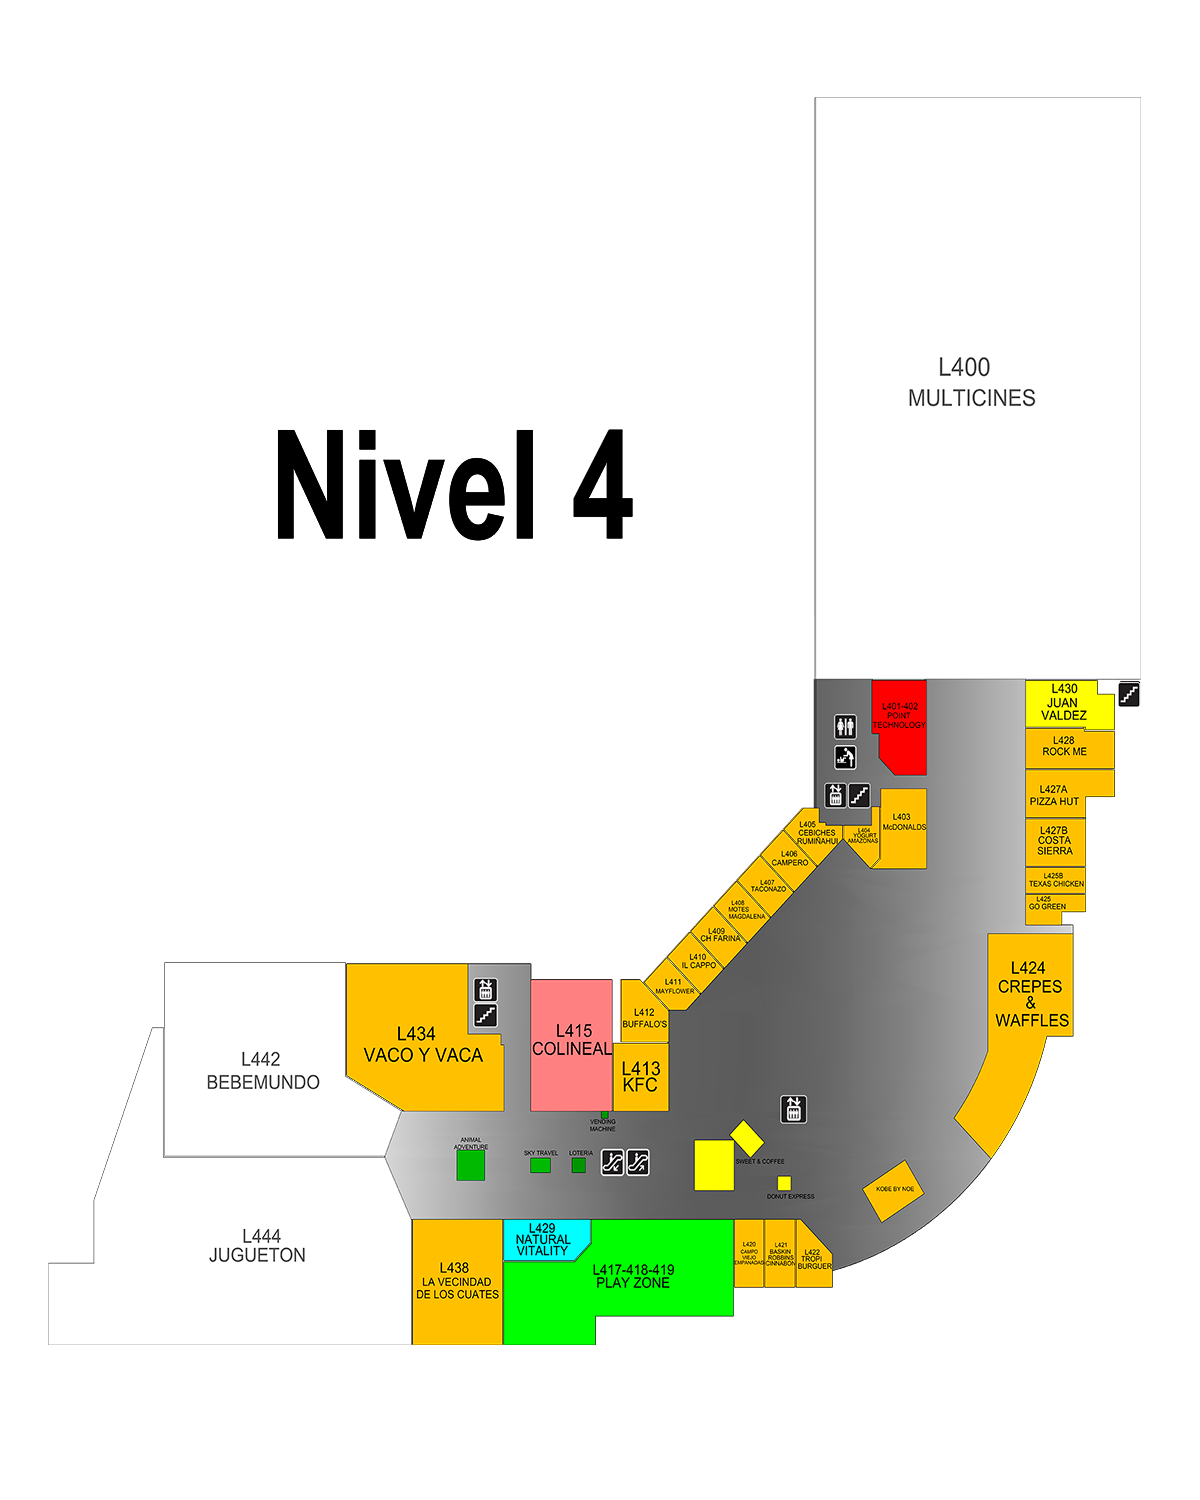 L400
MULTICINES
Nivel 4
L401-402
POINT
TECHNOLOGY
L430
JUAN
VALDEZ
L428
ROCK ME
L427A
PIZZA HUT
L427B
COSTA
SIERRA
L425B
TEXAS CHICKEN
L425
GO GREEN
L403
McDONALDS
L404
YOGURT
AMAZONAS
L405
CEBICHES
RUMIÑAHUI
L406
CAMPERO
L407
TACONAZO
L408
MOTES
MAGDALENA
L409
CH FARINA
L410
IL CAPPO
L411
MAYFLOWER
L412
BUFFALO'S
L413
KFC
L415
COLINEAL
L424
CREPES
&
WAFFLES
L434
VACO Y VACA
L442
BEBEMUNDO
L444
JUGUETON
VENDING
MACHINE
ANIMAL
ADVENTURE
SKY TRAVEL
LOTERIA
SWEET & COFFEE
DONUT EXPRESS
KOBE BY NOE
L438
LA VECINDAD
DE LOS CUATES
L429
NATURAL
VITALITY
L417-418-419
PLAY ZONE
L420
CAMPO
VIEJO
EMPANADAS
L421
BASKIN
ROBBINS
CINNABON
L422
TROPI
BURGUER